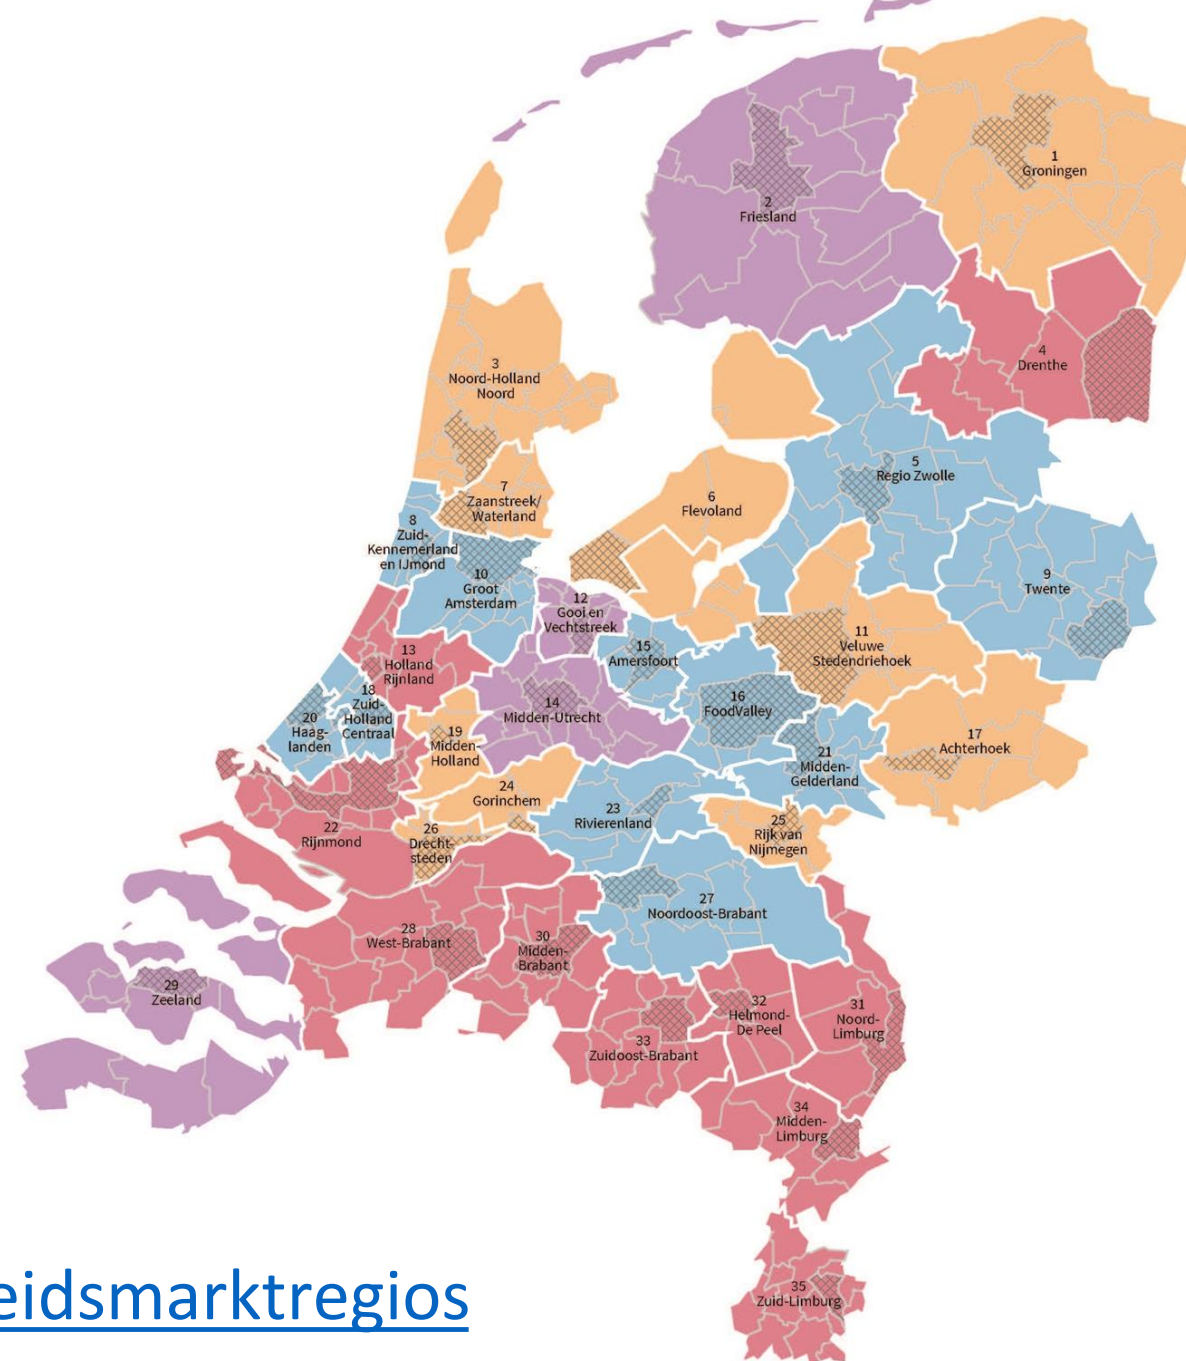 1
Groningen
2
Friesland
3
Noord-Holland
Noord
4
Drenthe
5
Regio Zwolle
6
Flevoland
7
Zaanstreek/
Waterland
8
Zuid-
Kennemerland
en IJmond
9
Twente
10
Groot
Amsterdam
11
Veluwe
Stedendriehoek
12
Gooi en
Vechtstreek
13
Holland
Rijnland
14
Midden-Utrecht
15
Amersfoort
16
FoodValley
17
Achterhoek
18
Zuid-
Holland
Centraal
19
Midden-
Holland
20
Haag-
landen
21
Midden-
Gelderland
22
Rijnmond
23
Rivierenland
24
Gorinchem
25
Rijk van
Nijmegen
26
Drecht-
steden
27
Noordoost-Brabant
28
West-Brabant
29
Zeeland
30
Midden-
Brabant
31
Noord-
Limburg
32
Helmond-
De Peel
33
Zuidoost-Brabant
34
Midden-
Limburg
35
Zuid-Limburg
eidsmarktregios